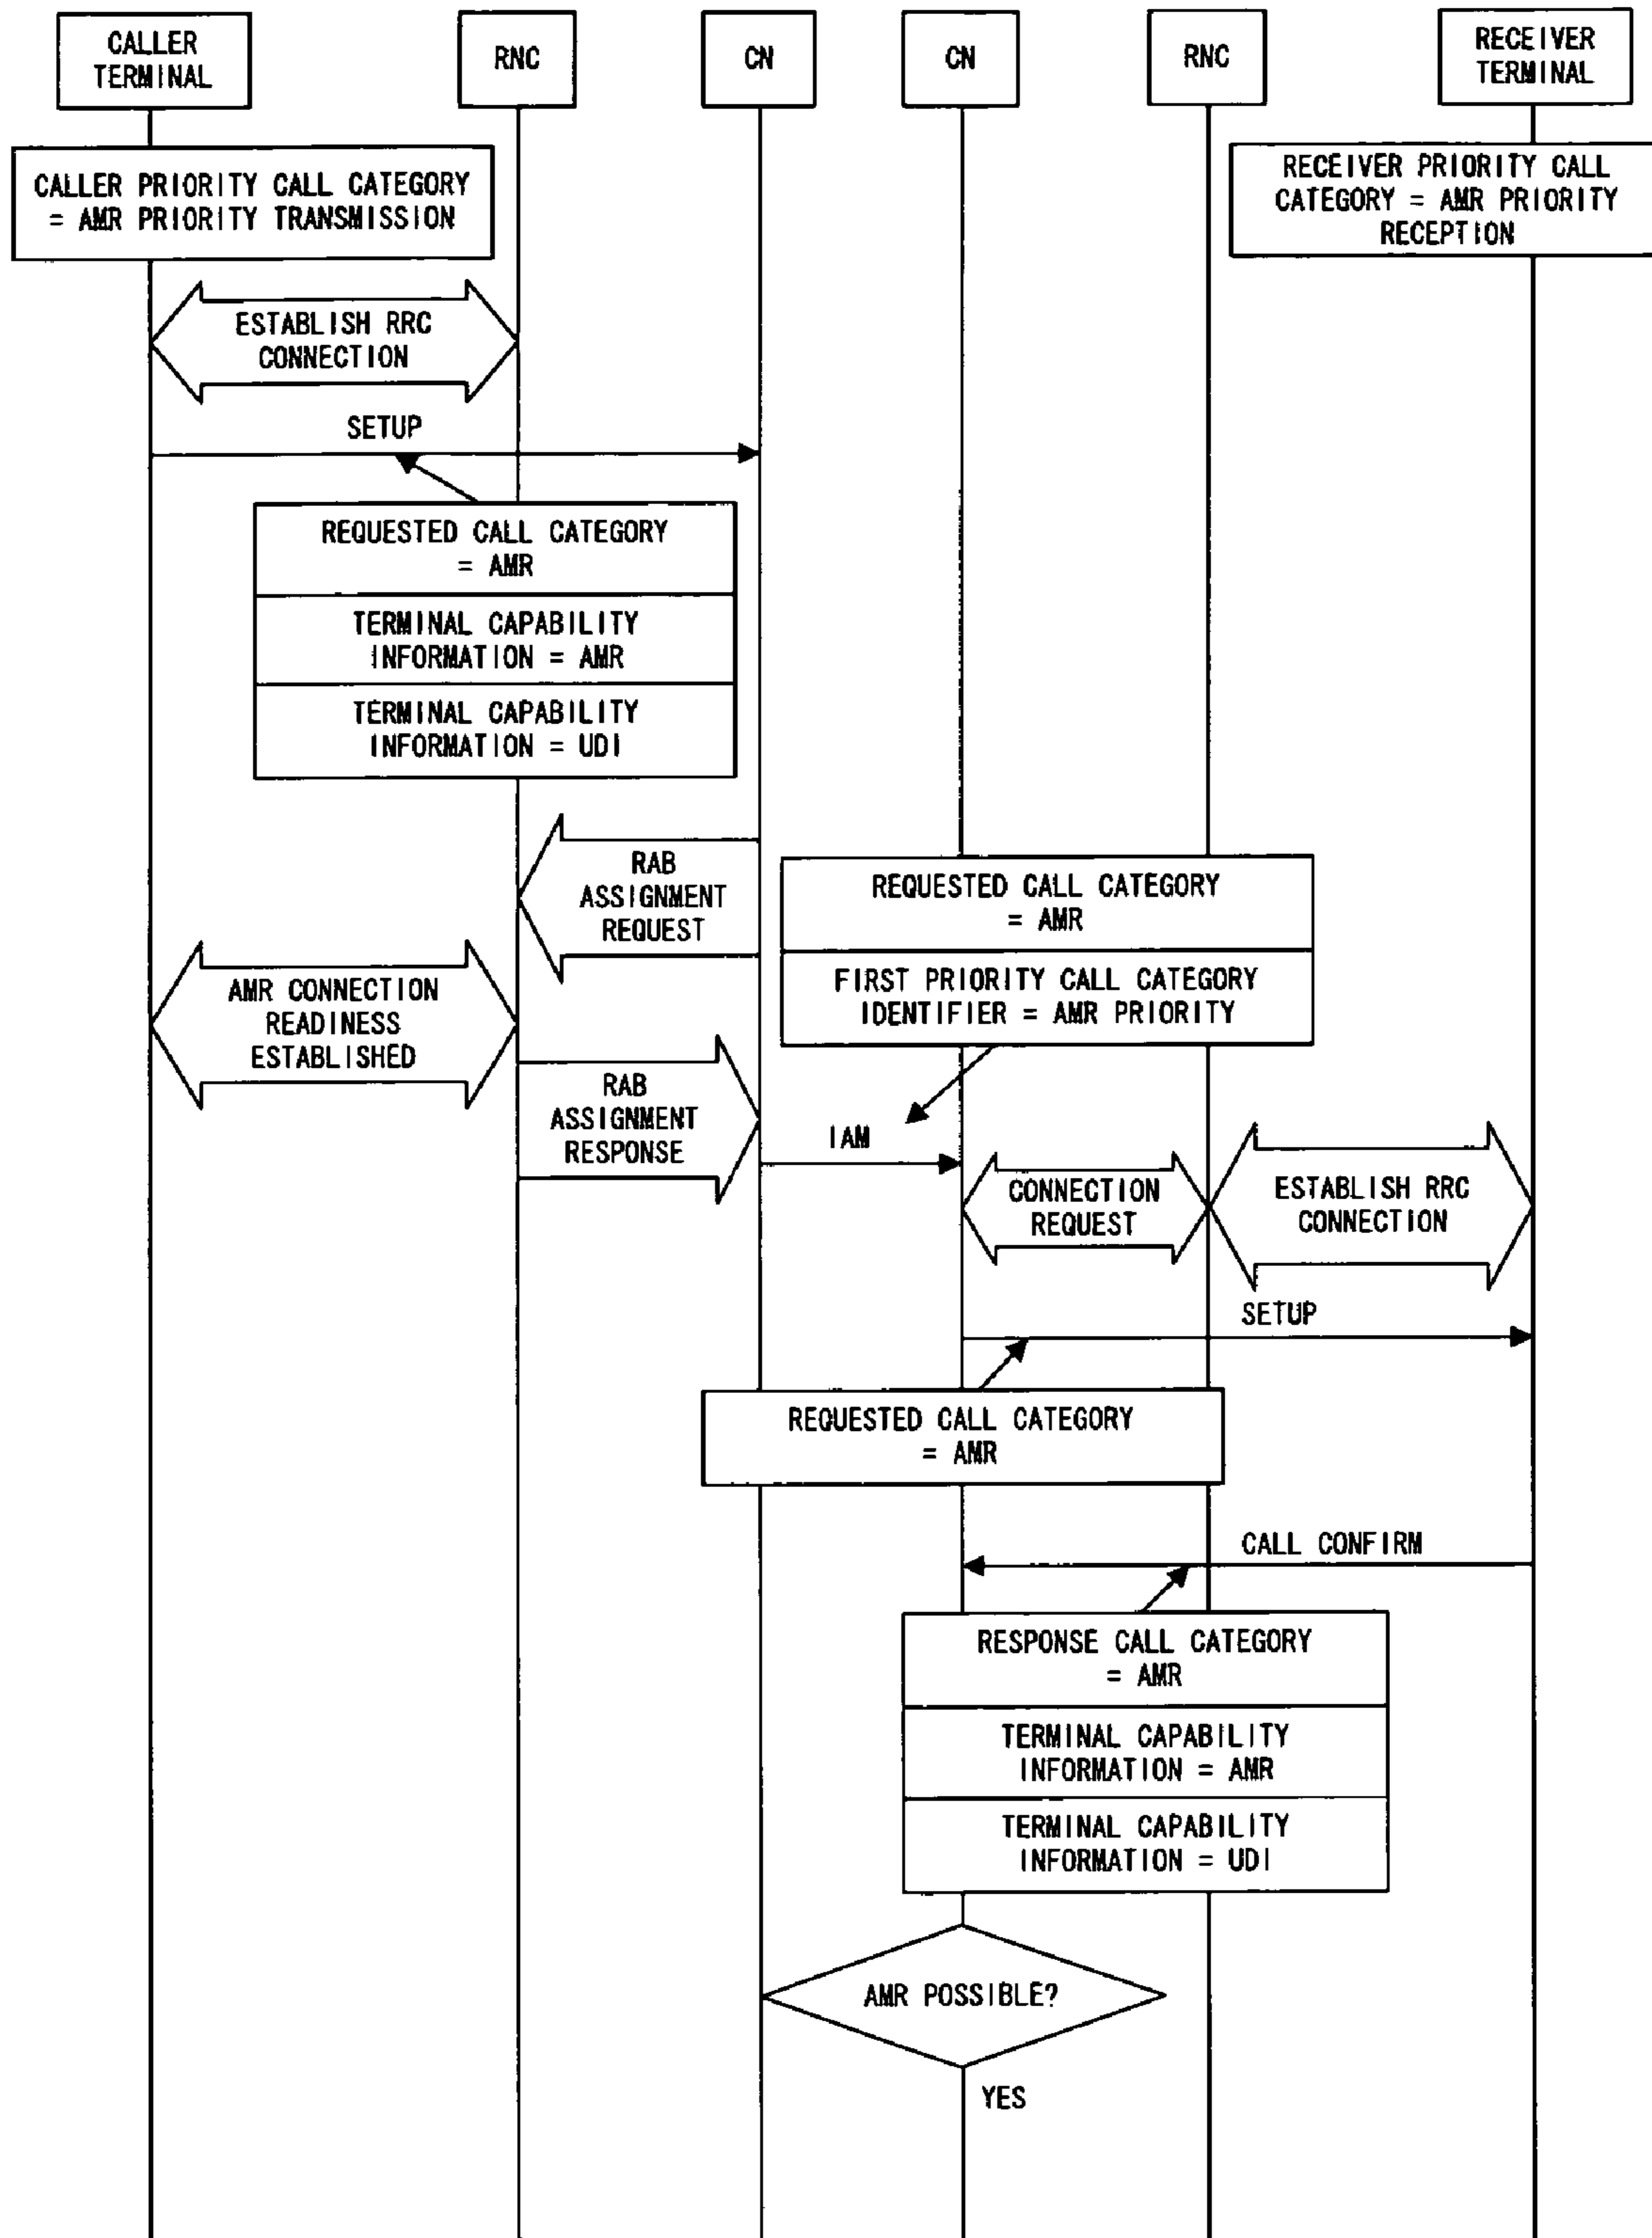 CALLER
TERMINAL
RNC
CN
CN
RNC
RECEIVER
TERMINAL
CALLER PRIORITY CALL CATEGORY
= AMR PRIORITY TRANSMISSION
RECEIVER PRIORITY CALL
CATEGORY = AMR PRIORITY
RECEPTION
ESTABLISH RRC
CONNECTION
SETUP
REQUESTED CALL CATEGORY
= AMR
TERMINAL CAPABILITY
INFORMATION = AMR
TERMINAL CAPABILITY
INFORMATION = UDI
RAB
ASSIGNMENT
REQUEST
REQUESTED CALL CATEGORY
= AMR
FIRST PRIORITY CALL CATEGORY
IDENTIFIER = AMR PRIORITY
AMR CONNECTION
READINESS
ESTABLISHED
RAB
ASSIGNMENT
RESPONSE
IAM
CONNECTION
REQUEST
ESTABLISH RRC
CONNECTION
SETUP
REQUESTED CALL CATEGORY
= AMR
CALL CONFIRM
RESPONSE CALL CATEGORY
= AMR
TERMINAL CAPABILITY
INFORMATION = AMR
TERMINAL CAPABILITY
INFORMATION = UDI
AMR POSSIBLE?
YES